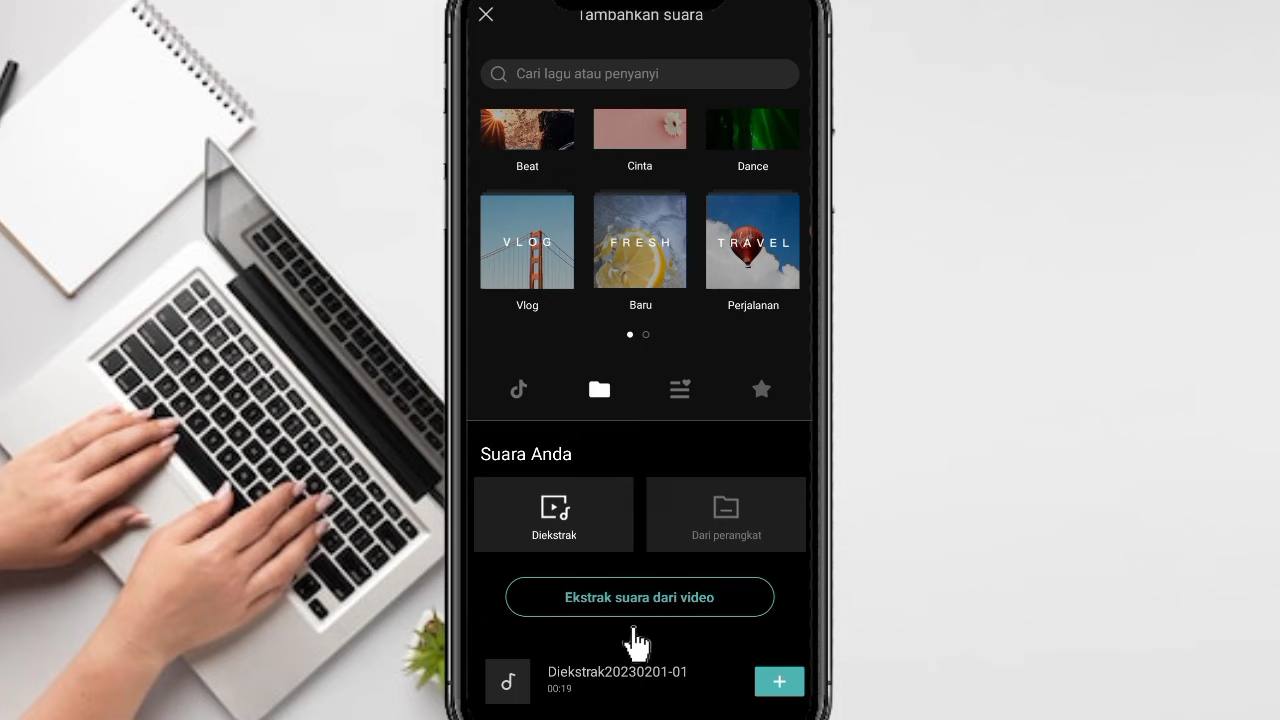 Tambahkan suara
Cari lagu atau penyanyi
Beat
Cinta
Dance
VLOG
FRESH
TRAVEL
Vlog
Baru
Perjalanan
Suara Anda
Diekstrak
Dari perangkat
Ekstrak suara dari video
Diekstrak20230201-01
00:19